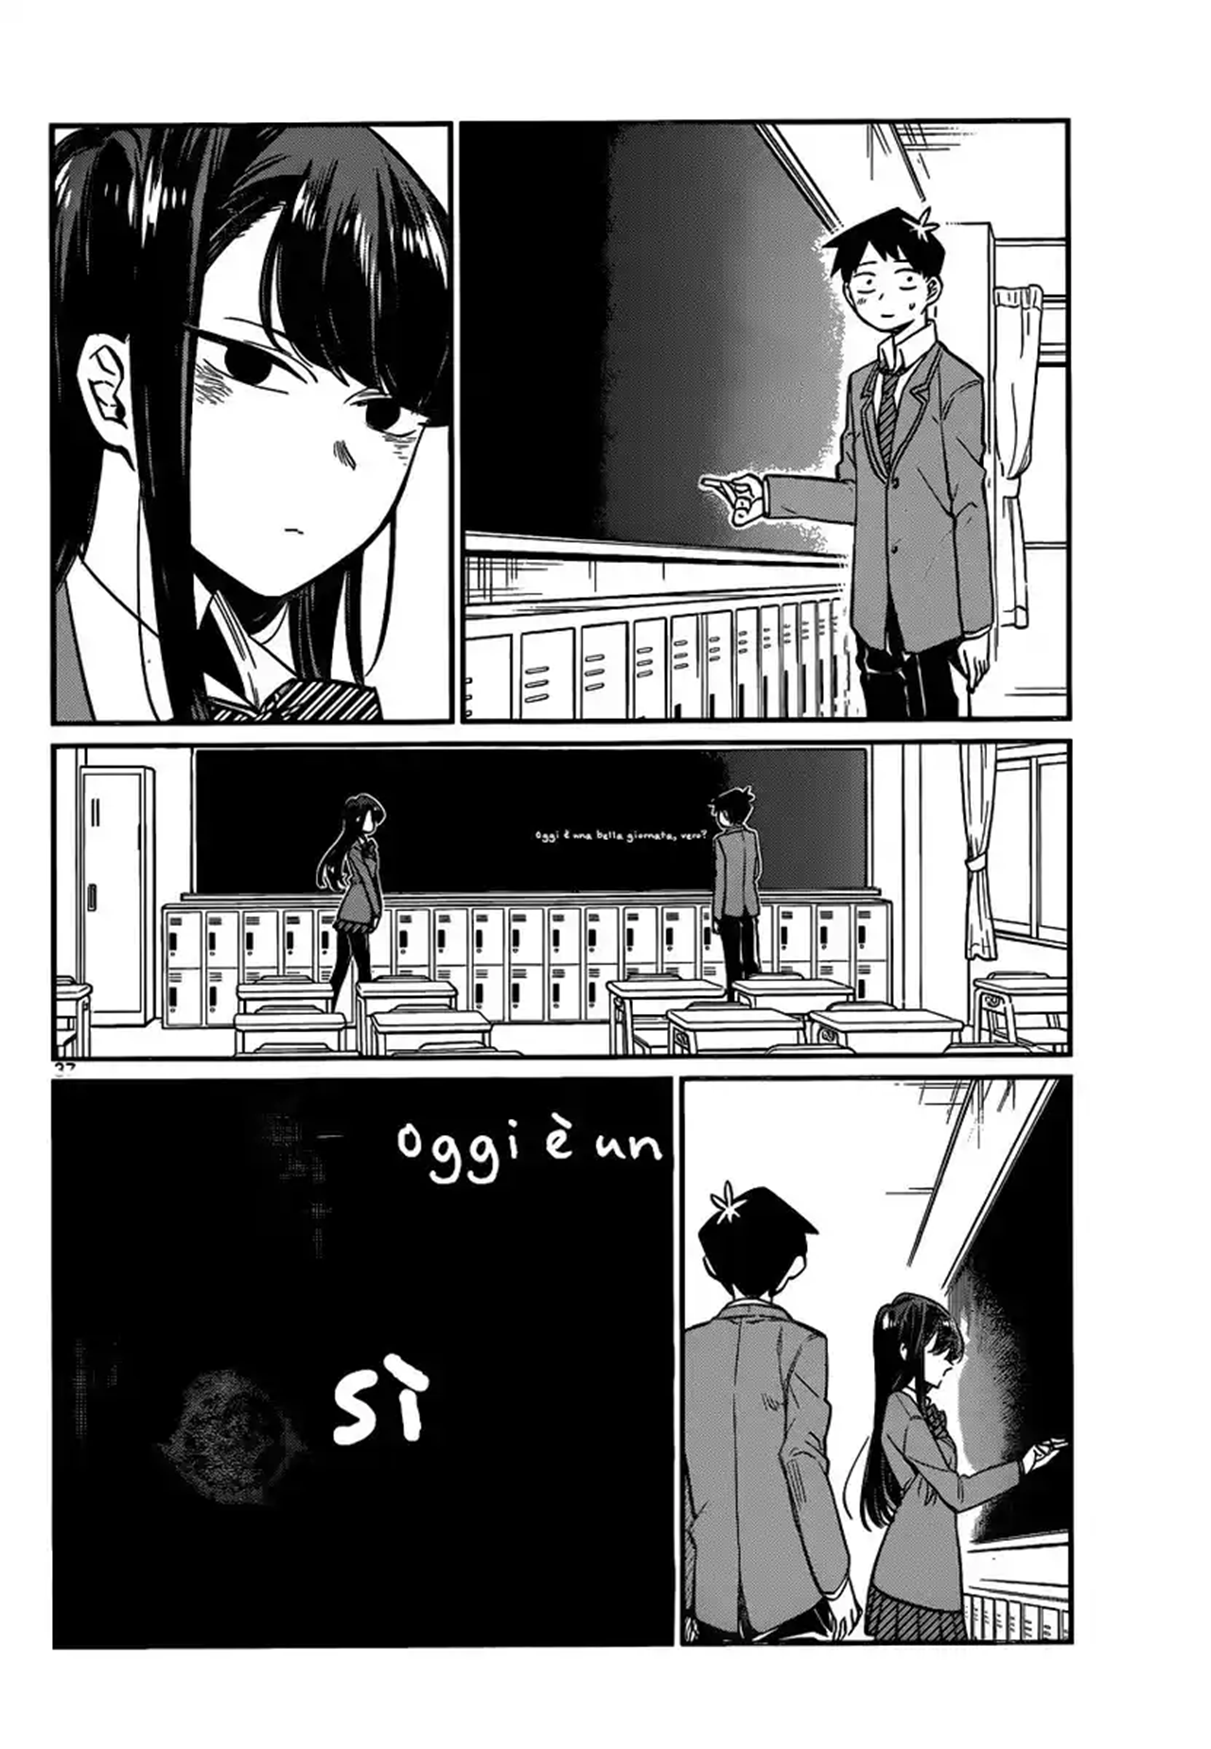 Oggi è una bella giornata, vero?
37
Oggi è un
sì